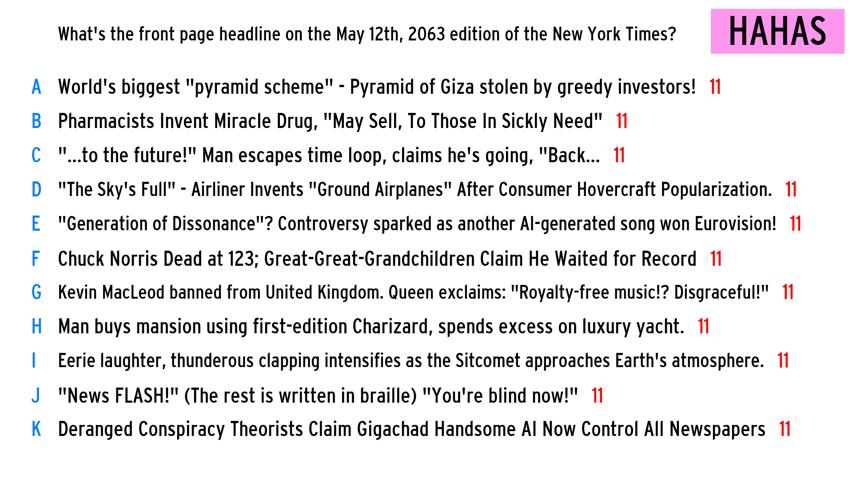 What's the front page headline on the May 12th, 2063 edition of the New York Times? HAHAS
A World's biggest "pyramid scheme" - Pyramid of Giza stolen by greedy investors! 11
B Pharmacists Invent Miracle Drug, "May Sell, To Those In Sickly Need" 11
C "...to the future!" Man escapes time loop, claims he's going, "Back... 11
D "The Sky's Full" - Airliner Invents "Ground Airplanes" After Consumer Hovercraft Popularization. 11
E "Generation of Dissonance"? Controversy sparked as another AI-generated song won Eurovision! 11
F Chuck Norris Dead at 123; Great-Great-Grandchildren Claim He Waited for Record 11
G Kevin MacLeod banned from United Kingdom. Queen exclaims: "Royalty-free music!? Disgraceful!" 11
H Man buys mansion using first-edition Charizard, spends excess on luxury yacht. 11
I Eerie laughter, thunderous clapping intensifies as the Sitcomet approaches Earth's atmosphere. 11
J "News FLASH!" (The rest is written in braille) "You're blind now!" 11
K Deranged Conspiracy Theorists Claim Gigachad Handsome AI Now Control All Newspapers 11